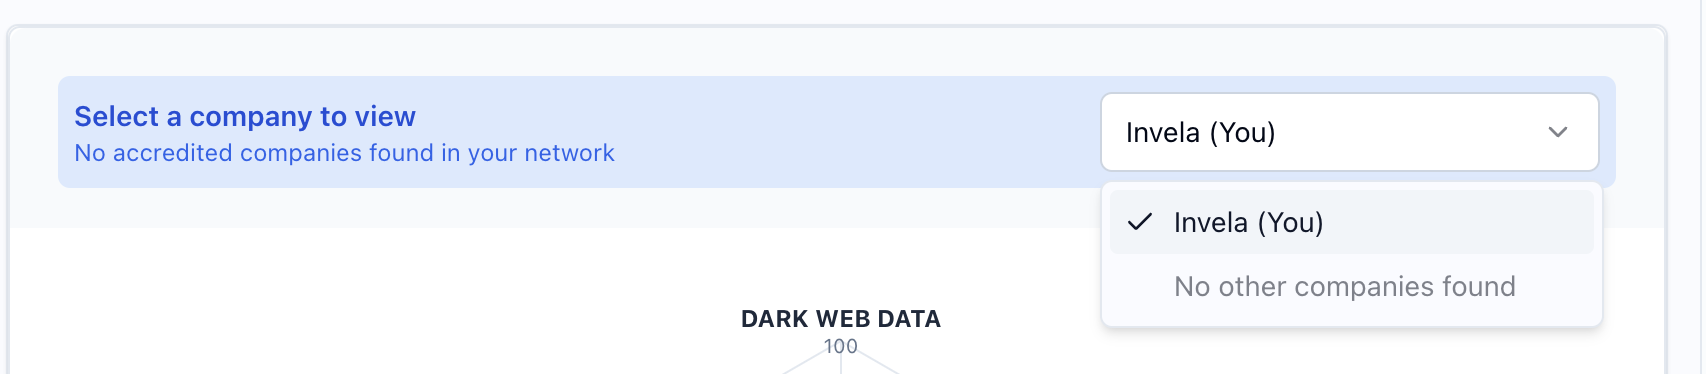 Select a company to view
No accredited companies found in your network
Invela (You)
Invela (You)
No other companies found
DARK WEB DATA
100